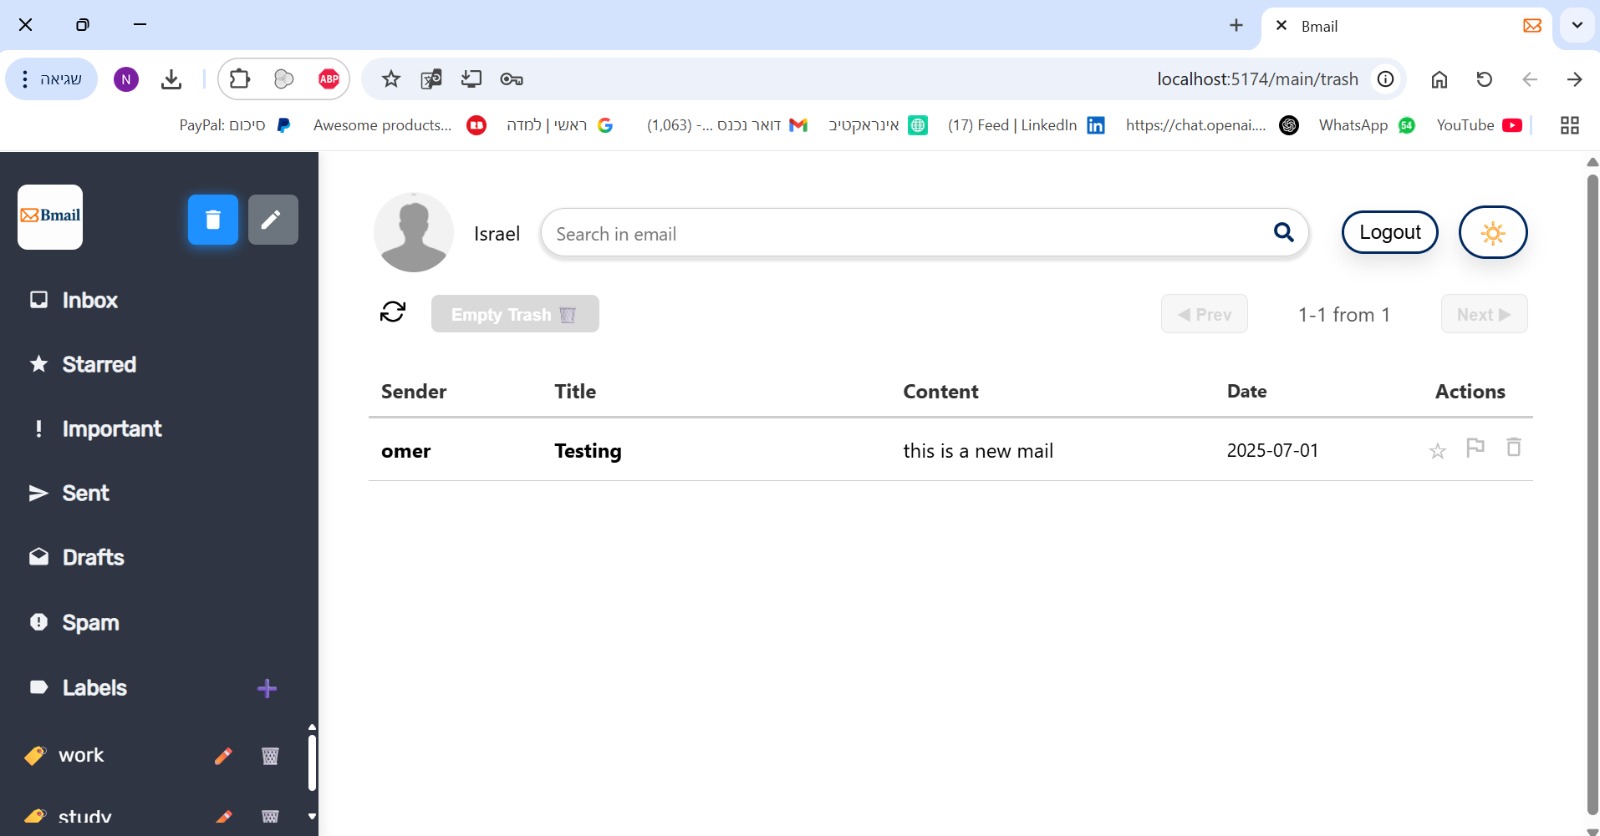 Bmail
שגיאה
N
ABP
localhost:5174/main/trash
PayPal: סיכום
Awesome products...
ראשי | למדה
דואר נכנס ...- (1,063)
אינראקטיב
(17) Feed | LinkedIn
https://chat.openai....
WhatsApp
54
YouTube
Bmail
Inbox
Starred
Important
Sent
Drafts
Spam
Labels
work
study
Israel
Search in email
Logout
Empty Trash
◀ Prev
1-1 from 1
Next ▶
Sender Title Content Date Actions
omer Testing this is a new mail 2025-07-01